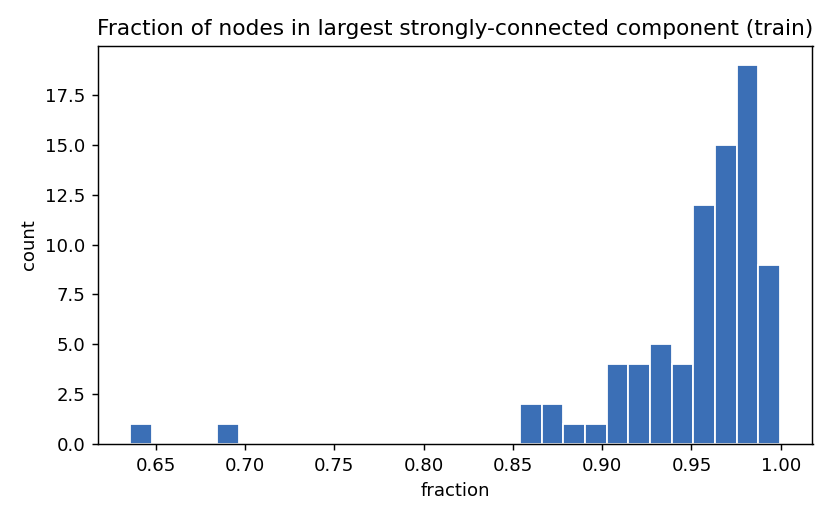 Fraction of nodes in largest strongly-connected component (train)
17.5
15.0
12.5
10.0
7.5
5.0
2.5
0.0
count
0.65 0.70 0.75 0.80 0.85 0.90 0.95 1.00
fraction